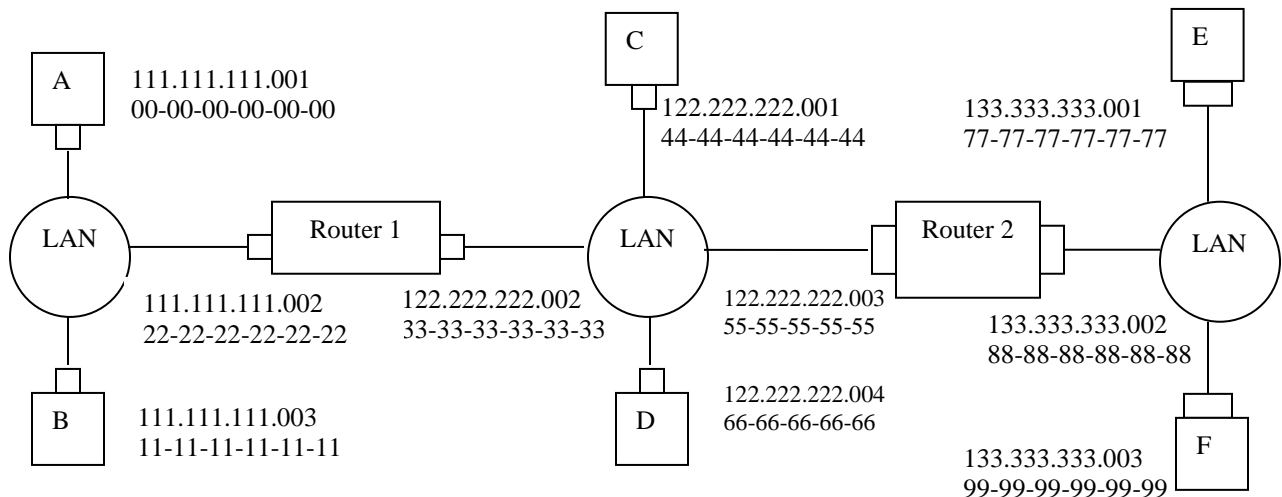 A
111.111.111.001
00-00-00-00-00-00
C
122.222.222.001
44-44-44-44-44-44
E
133.333.333.001
77-77-77-77-77-77
LAN
Router 1
LAN
Router 2
LAN
111.111.111.002
22-22-22-22-22-22
122.222.222.002
33-33-33-33-33-33
122.222.222.003
55-55-55-55-55
133.333.333.002
88-88-88-88-88-88
B
111.111.111.003
11-11-11-11-11-11
D
122.222.222.004
66-66-66-66-66
F
133.333.333.003
99-99-99-99-99-99